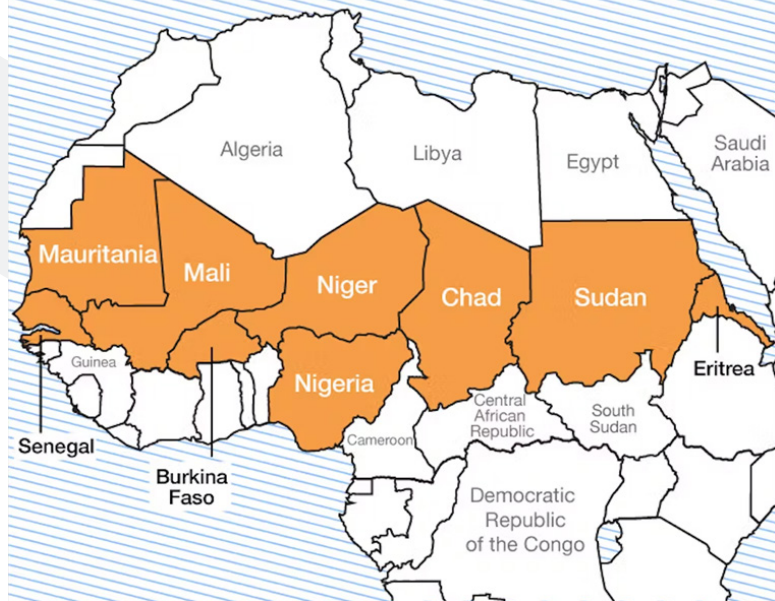 Algeria
Libya
Egypt
Saudi
Arabia
Mauritania
Mali
Niger
Chad
Sudan
Eritrea
Guinea
Nigeria
Senegal
Burkina
Faso
Cameroon
Central
African
Republic
South
Sudan
Democratic
Republic
of the Congo